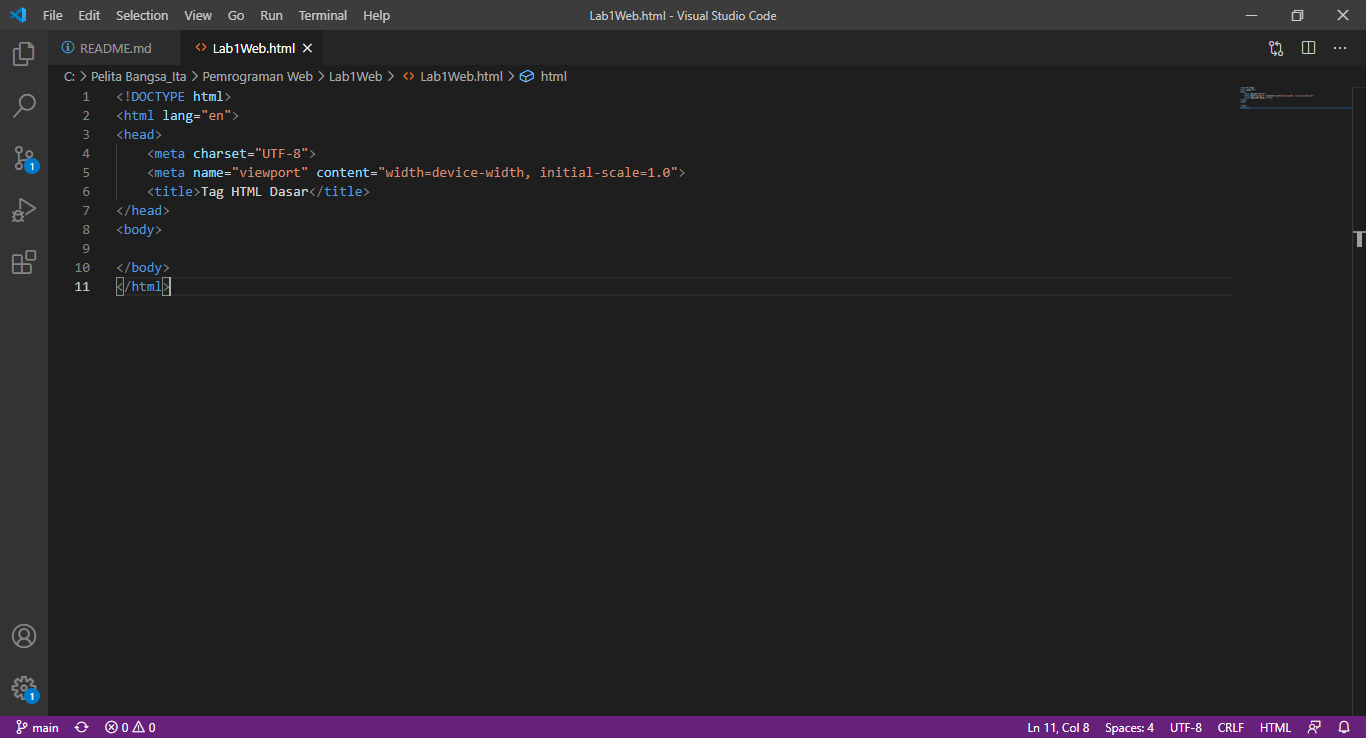 File Edit Selection View Go Run Terminal Help Lab1Web.html - Visual Studio Code
README.md Lab1Web.html
C: > Pelita Bangsa_Ita > Pemrograman Web > Lab1Web > Lab1Web.html > html
1 <!DOCTYPE html>
2 <html lang="en">
3 <head>
4 <meta charset="UTF-8">
5 <meta name="viewport" content="width=device-width, initial-scale=1.0">
6 <title>Tag HTML Dasar</title>
7 </head>
8 <body>
9
10 </body>
11 </html>
1
1
main 0 0 Ln 11, Col 8 Spaces: 4 UTF-8 CRLF HTML